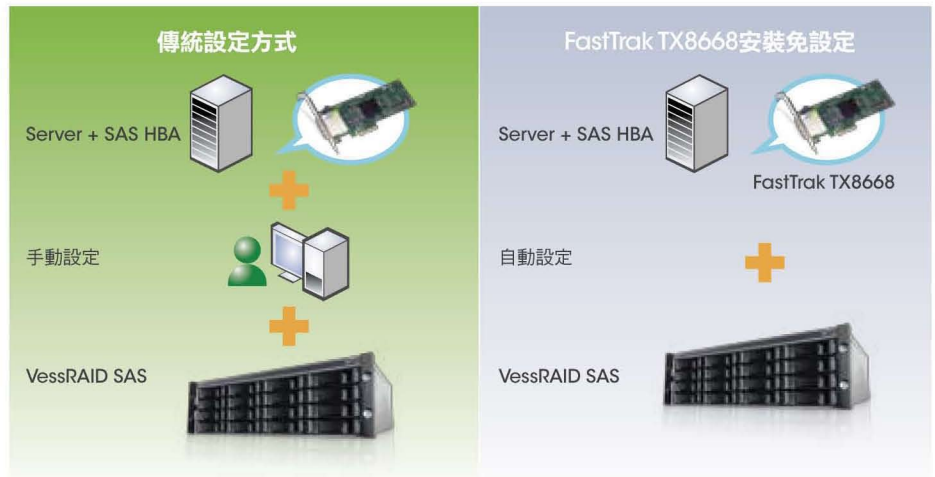 傳統設定方式
Server + SAS HBA
手動設定
VessRAID SAS
FastTrak TX8668安裝免設定
Server + SAS HBA
FastTrak TX8668
自動設定
VessRAID SAS